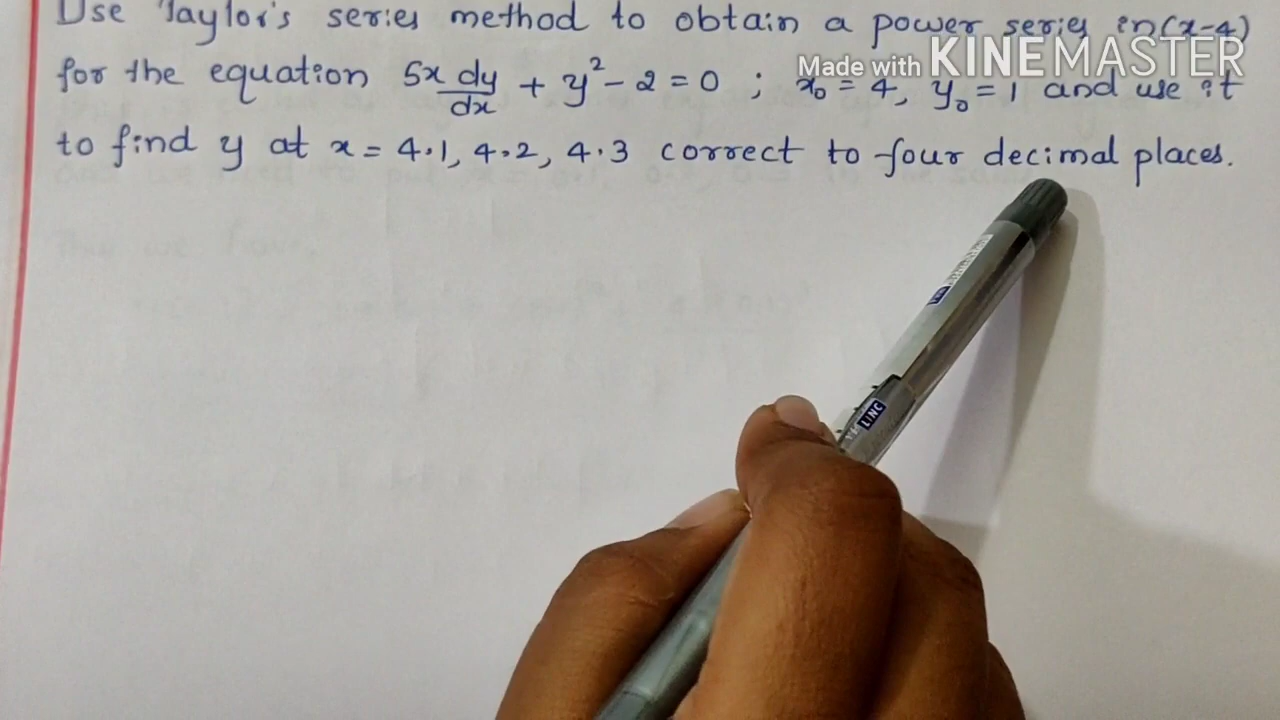 Use Taylor's series method to obtain a power series in (x-4)
Made with KINEMASTER
for the equation 5x dy/dx + y² - 2 = 0 ; x₀ = 4, y₀ = 1 and use it
to find y at x = 4.1, 4.2, 4.3 correct to four decimal places.
LINC